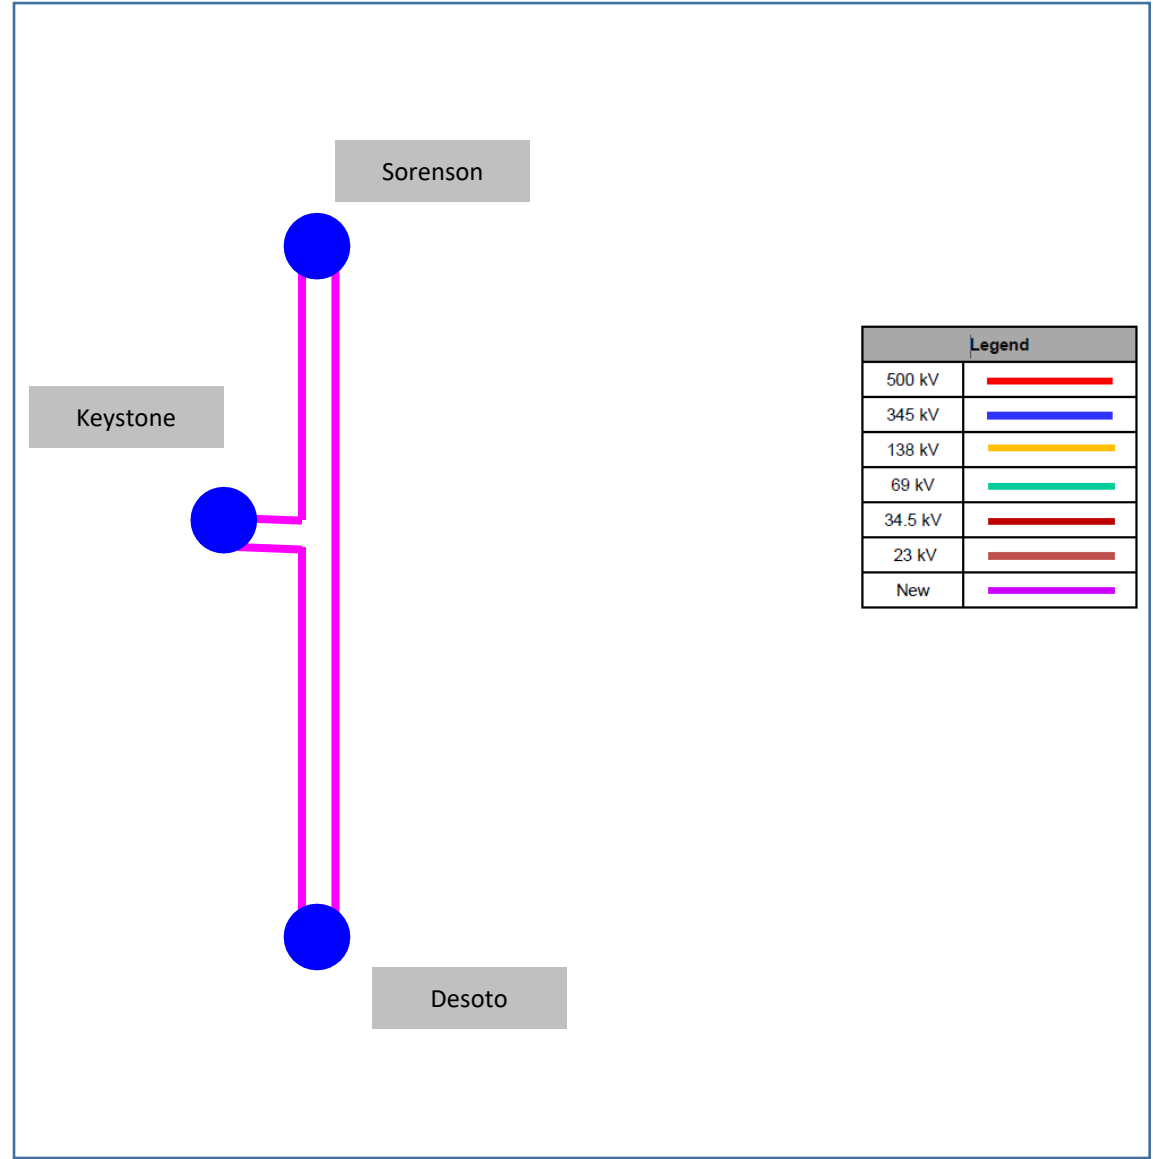 Sorenson
Keystone
Desoto
Legend
500 kV
345 kV
138 kV
69 kV
34.5 kV
23 kV
New